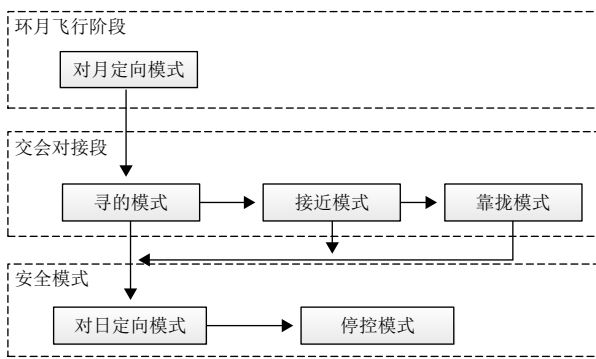 环月飞行阶段
对月定向模式
交会对接段
寻的模式
接近模式
靠拢模式
安全模式
对日定向模式
停控模式